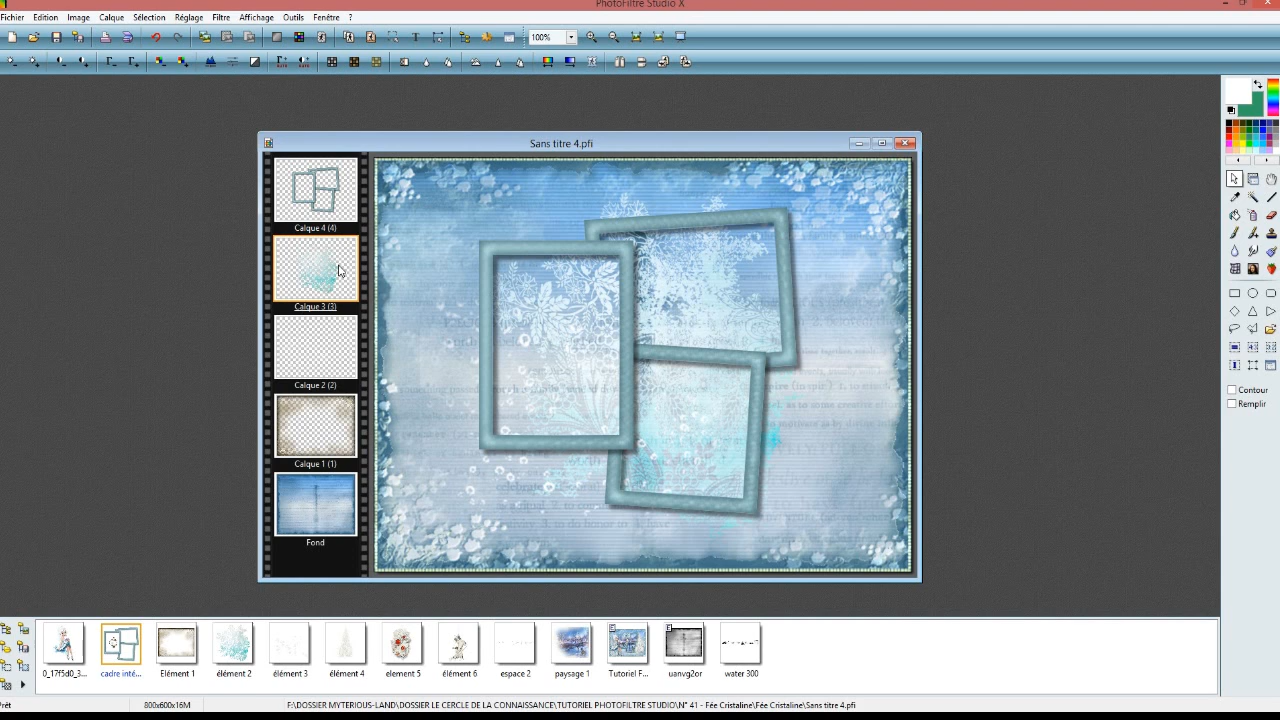 PhotoFiltre Studio X
Fichier Edition Image Calque Sélection Réglage Filtre Affichage Outils Fenêtre ?
100%
Sans titre 4.pfi
Calque 4 (4)
Calque 3 (3)
Calque 2 (2)
Calque 1 (1)
Fond
Contour
Remplir
0_17f5d0_3... cadre inté... Elément 1 élément 2 élément 3 élément 4 element 5 élément 6 espace 2 paysage 1 Tutoriel F... uanvg2or water 300
Prêt 800x600x16M F:\DOSSIER MYTERIOUS-LAND\DOSSIER LE CERCLE DE LA CONNAISSANCE\TUTORIEL PHOTOFILTRE STUDIO\N° 41 - Fée Cristaline\Fée Cristaline\Sans titre 4.pfi